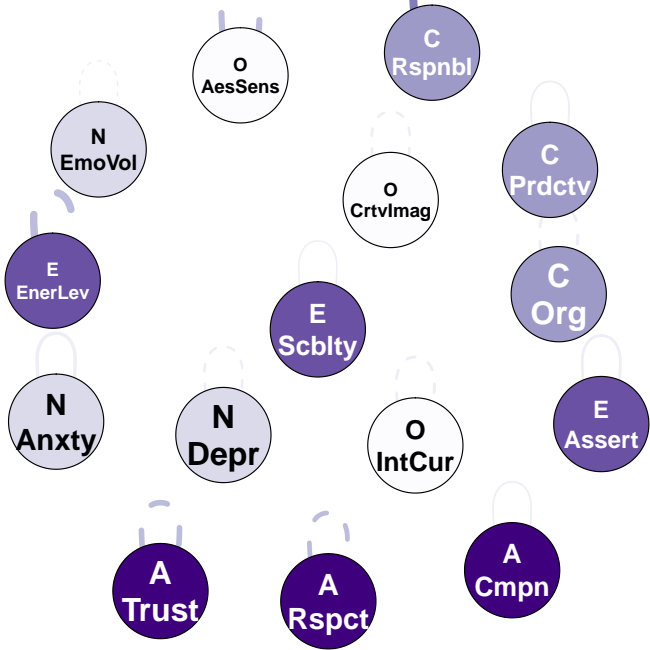 C
Rspnbl
O
AesSens
N
EmoVol
C
Prdctv
O
CrtvImag
E
EnerLev
C
Org
E
Scblty
N
Anxty
N
Depr
O
IntCur
E
Assert
A
Trust
A
Rspct
A
Cmpn